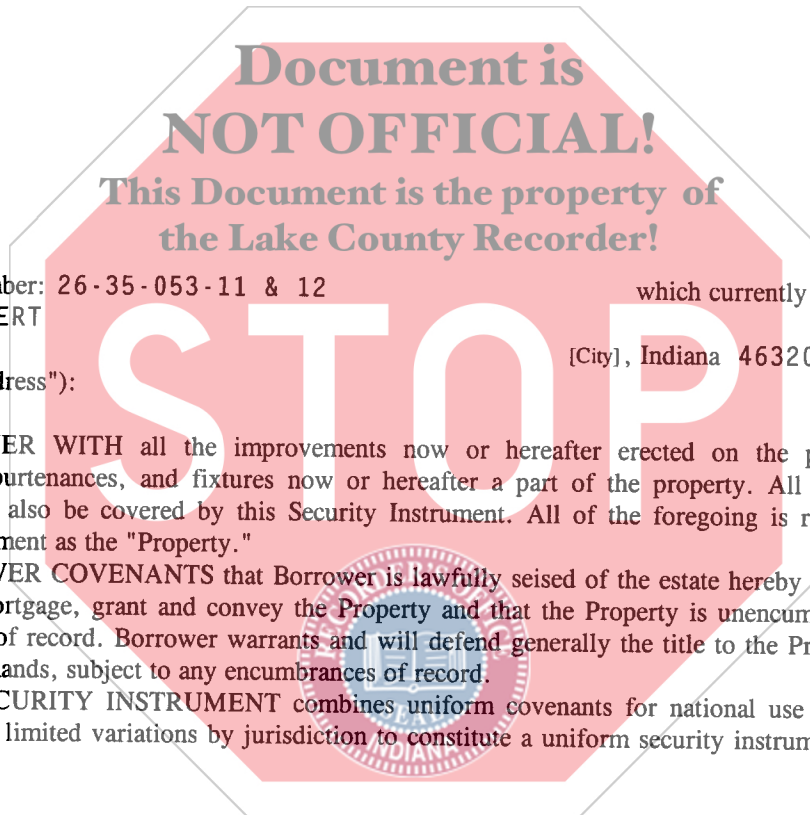 Document is
NOT OFFICIAL!
This Document is the property of
the Lake County Recorder!
ber: 26-35-053-11 & 12 which currently
ERT
[City], Indiana 46320
dress"):
STOP
ER WITH all the improvements now or hereafter erected on the
urtenances, and fixtures now or hereafter a part of the property. All
also be covered by this Security Instrument. All of the foregoing is r
ment as the "Property."
VER COVENANTS that Borrower is lawfully seised of the estate hereby
ortgage, grant and convey the Property and that the Property is unencum
of record. Borrower warrants and will defend generally the title to the Pr
ands, subject to any encumbrances of record.
CURITY INSTRUMENT combines uniform covenants for national use
limited variations by jurisdiction to constitute a uniform security instrum
SEAL
INDIANA